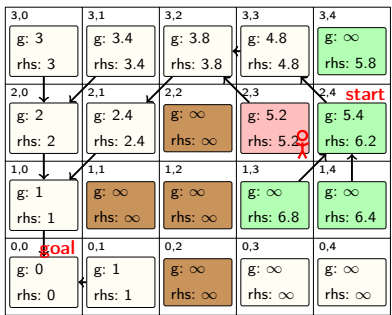 3,0 3,1 3,2 3,3 3,4
g: 3 g: 3.4 g: 3.8 g: 4.8 g: ∞
rhs: 3 rhs: 3.4 rhs: 3.8 rhs: 4.8 rhs: 5.8
2,0 2,1 2,2 2,3 2,4 start
g: 2 g: 2.4 g: ∞ g: 5.2 g: 5.4
rhs: 2 rhs: 2.4 rhs: ∞ rhs: 5.2 rhs: 6.2
1,0 1,1 1,2 1,3 1,4
g: 1 g: ∞ g: ∞ g: ∞ g: ∞
rhs: 1 rhs: ∞ rhs: ∞ rhs: 6.8 rhs: 6.4
0,0 goal 0,1 0,2 0,3 0,4
g: 0 g: 1 g: ∞ g: ∞ g: ∞
rhs: 0 rhs: 1 rhs: ∞ rhs: ∞ rhs: ∞